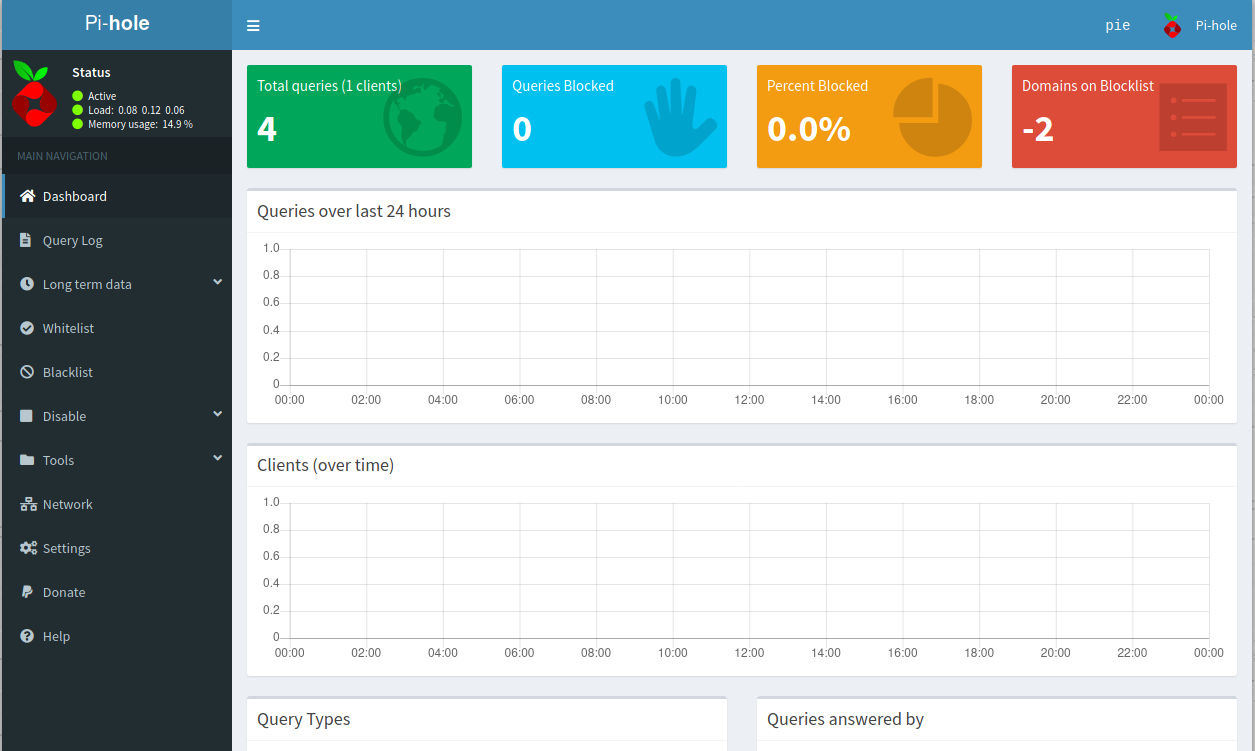 Pi-hole
pie
Pi-hole
Status
Active
Load: 0.08 0.12 0.06
Memory usage: 14.9 %
MAIN NAVIGATION
Dashboard
Query Log
Long term data
Whitelist
Blacklist
Disable
Tools
Network
Settings
Donate
Help
Total queries (1 clients)
4
Queries Blocked
0
Percent Blocked
0.0%
Domains on Blocklist
-2
Queries over last 24 hours
1.0
0.8
0.6
0.4
0.2
0
00:00 02:00 04:00 06:00 08:00 10:00 12:00 14:00 16:00 18:00 20:00 22:00 00:00
Clients (over time)
1.0
0.8
0.6
0.4
0.2
0
00:00 02:00 04:00 06:00 08:00 10:00 12:00 14:00 16:00 18:00 20:00 22:00 00:00
Query Types
Queries answered by